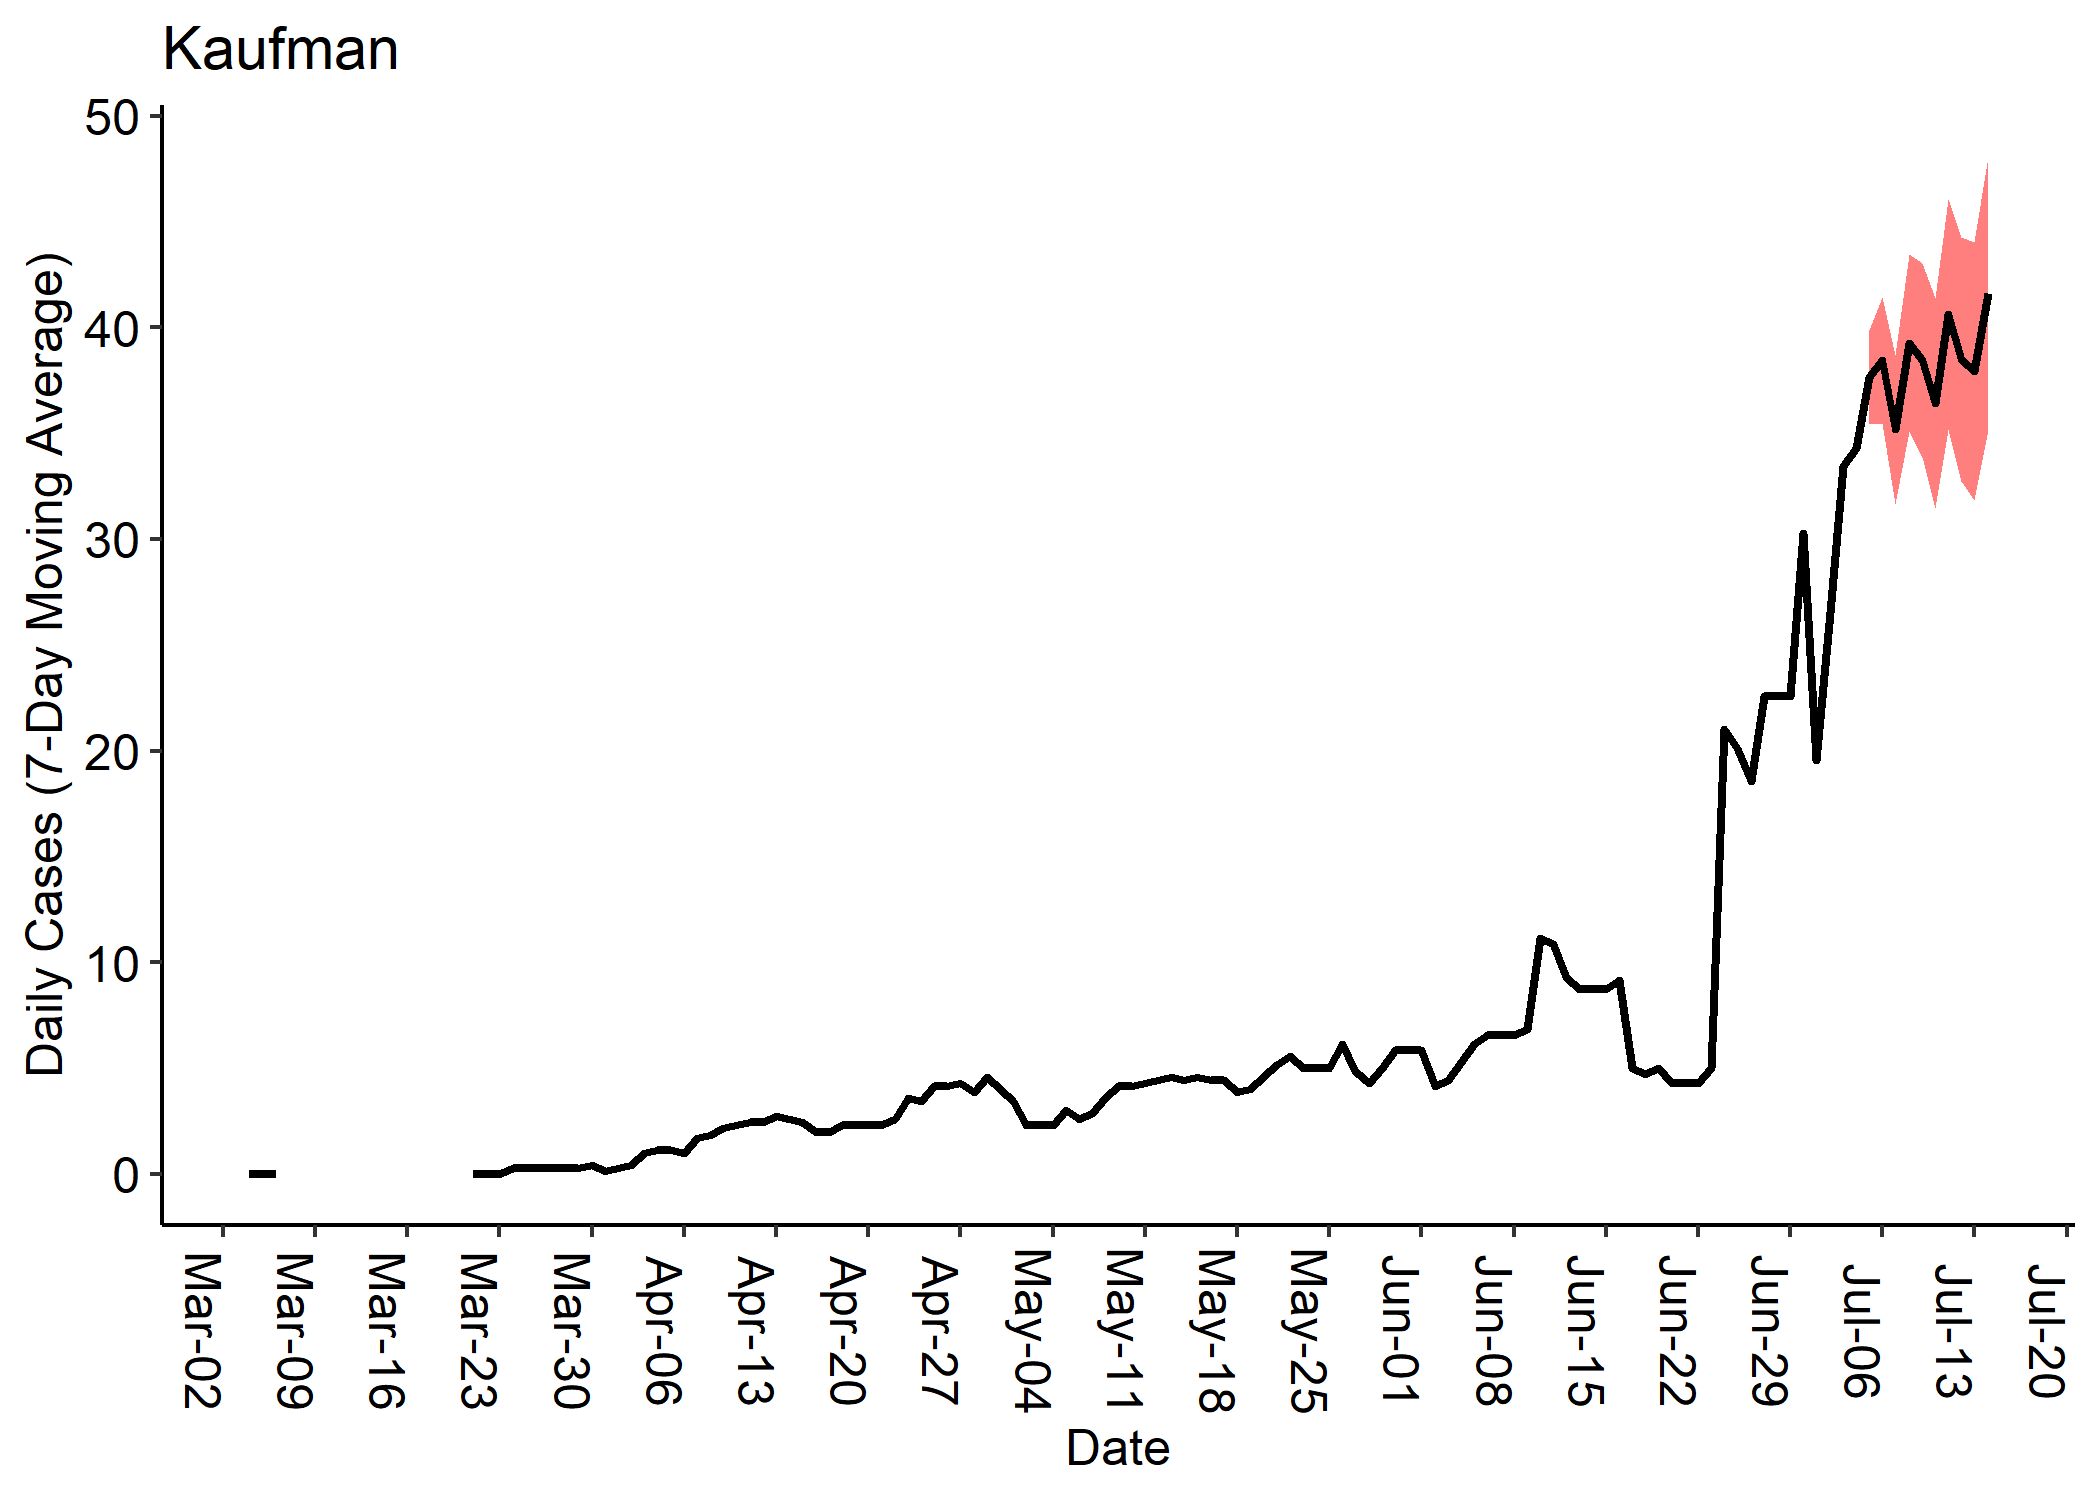 Kaufman
Daily Cases (7-Day Moving Average)
50
40
30
20
10
0
Mar-02
Mar-09
Mar-16
Mar-23
Mar-30
Apr-06
Apr-13
Apr-20
Apr-27
May-04
May-11
May-18
May-25
Jun-01
Jun-08
Jun-15
Jun-22
Jun-29
Jul-06
Jul-13
Jul-20
Date